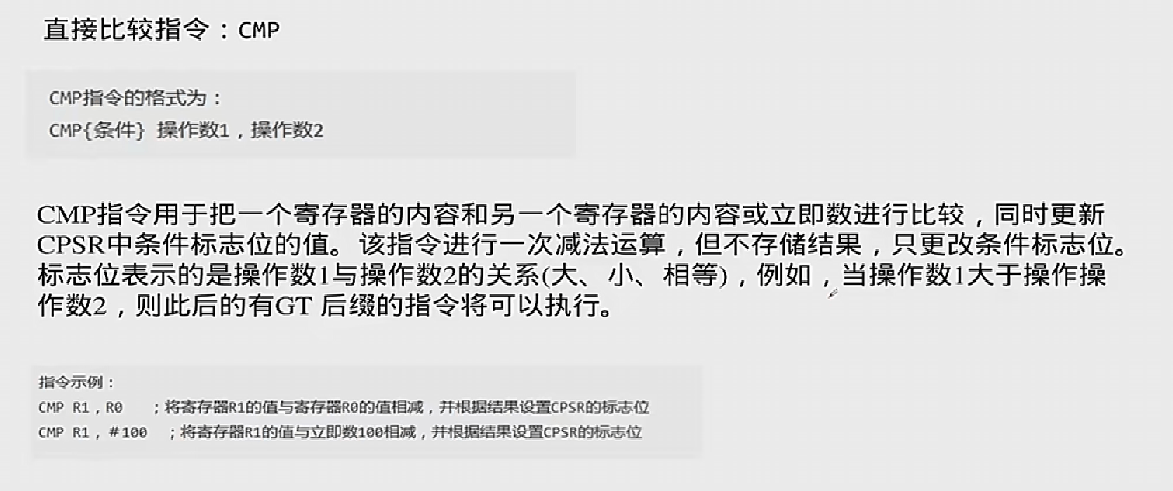 直接比较指令：CMP
CMP指令的格式为：
CMP{条件} 操作数1，操作数2
CMP指令用于把一个寄存器的内容和另一个寄存器的内容或立即数进行比较，同时更新
CPSR中条件标志位的值。该指令进行一次减法运算，但不存储结果，只更改条件标志位。
标志位表示的是操作数1与操作数2的关系(大、小、相等)，例如，当操作数1大于操作操
作数2，则此后的有GT 后缀的指令将可以执行。
指令示例：
CMP R1，R0 ；将寄存器R1的值与寄存器R0的值相减，并根据结果设置CPSR的标志位
CMP R1，＃100 ；将寄存器R1的值与立即数100相减，并根据结果设置CPSR的标志位